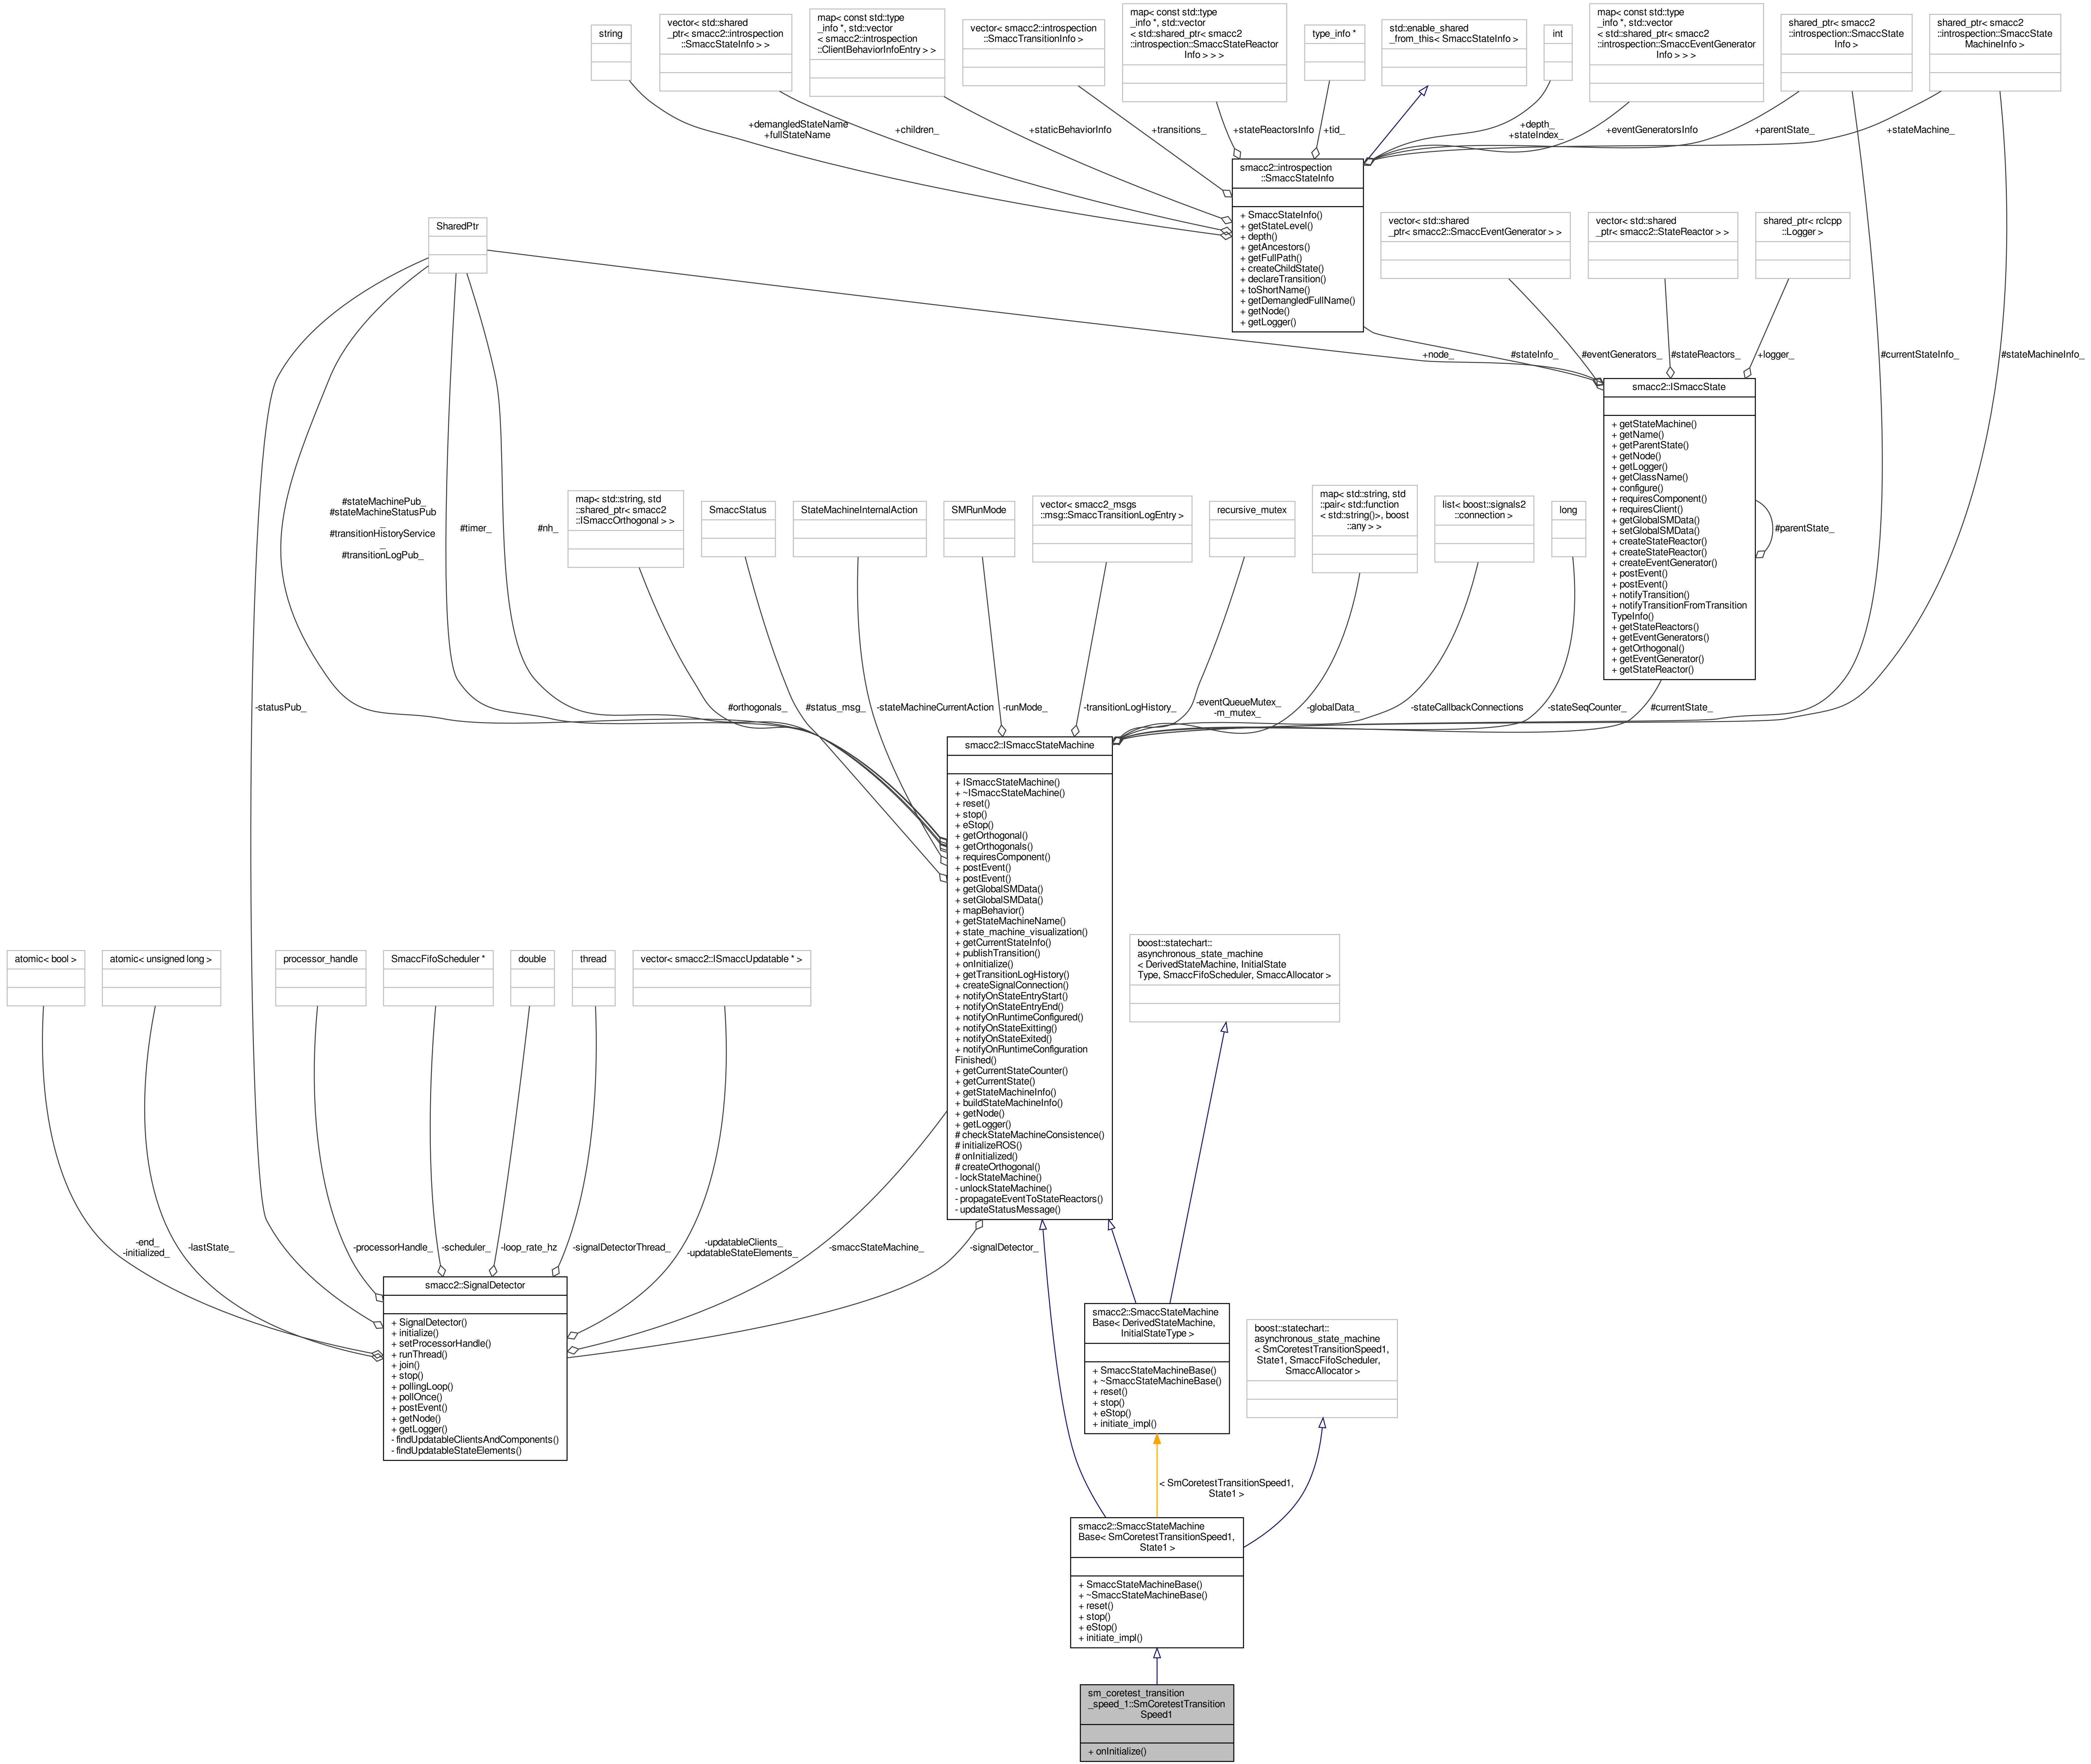 string
vector< std::shared
_ptr< smacc2::introspection
::SmaccStateInfo > >
map< const std::type
_info *, std::vector
< smacc2::introspection
::ClientBehaviorInfoEntry > >
vector< smacc2::introspection
::SmaccTransitionInfo >
map< const std::type
_info *, std::vector
< std::shared_ptr< smacc2
::introspection::SmaccStateReactor
Info > > >
type_info *
std::enable_shared
_from_this< SmaccStateInfo >
int
map< const std::type
_info *, std::vector
< std::shared_ptr< smacc2
::introspection::SmaccEventGenerator
Info > > >
shared_ptr< smacc2
::introspection::SmaccState
Info >
shared_ptr< smacc2
::introspection::SmaccState
MachineInfo >
+demangledStateName
+fullStateName
+children_
+staticBehaviorInfo
+transitions_
+stateReactorsInfo
+tid_
+depth_
+stateIndex_
+eventGeneratorsInfo
+parentState_
+stateMachine_
smacc2::introspection
::SmaccStateInfo
+ SmaccStateInfo()
+ getStateLevel()
+ depth()
+ getAncestors()
+ getFullPath()
+ createChildState()
+ declareTransition()
+ toShortName()
+ getDemangledFullName()
+ getNode()
+ getLogger()
SharedPtr
vector< std::shared
_ptr< smacc2::SmaccEventGenerator > >
vector< std::shared
_ptr< smacc2::StateReactor > >
shared_ptr< rclcpp
::Logger >
+node_
#stateInfo_
#eventGenerators_
#stateReactors_
+logger_
#currentStateInfo_
#stateMachineInfo_
smacc2::ISmaccState
+ getStateMachine()
+ getName()
+ getParentState()
+ getNode()
+ getLogger()
+ getClassName()
+ configure()
+ requiresComponent()
+ requiresClient()
+ getGlobalSMData()
+ setGlobalSMData()
+ createStateReactor()
+ createStateReactor()
+ createEventGenerator()
+ postEvent()
+ postEvent()
+ notifyTransition()
+ notifyTransitionFromTransition
TypeInfo()
+ getStateReactors()
+ getEventGenerators()
+ getOrthogonal()
+ getEventGenerator()
+ getStateReactor()
#parentState_
#stateMachinePub_
#stateMachineStatusPub
_
#transitionHistoryService
_
#transitionLogPub_
#timer_
#nh_
map< std::string, std
::shared_ptr< smacc2
::ISmaccOrthogonal > >
SmaccStatus
StateMachineInternalAction
SMRunMode
vector< smacc2_msgs
::msg::SmaccTransitionLogEntry >
recursive_mutex
map< std::string, std
::pair< std::function
< std::string()>, boost
::any > >
list< boost::signals2
::connection >
long
-statusPub_
#orthogonals_
#status_msg_
-stateMachineCurrentAction
-runMode_
-transitionLogHistory_
-eventQueueMutex_
-m_mutex_
-globalData_
-stateCallbackConnections
-stateSeqCounter_
#currentState_
smacc2::ISmaccStateMachine
+ ISmaccStateMachine()
+ ~ISmaccStateMachine()
+ reset()
+ stop()
+ eStop()
+ getOrthogonal()
+ getOrthogonals()
+ requiresComponent()
+ postEvent()
+ postEvent()
+ getGlobalSMData()
+ setGlobalSMData()
+ mapBehavior()
+ getStateMachineName()
+ state_machine_visualization()
+ getCurrentStateInfo()
+ publishTransition()
+ onInitialize()
+ getTransitionLogHistory()
+ createSignalConnection()
+ notifyOnStateEntryStart()
+ notifyOnStateEntryEnd()
+ notifyOnRuntimeConfigured()
+ notifyOnStateExitting()
+ notifyOnStateExited()
+ notifyOnRuntimeConfiguration
Finished()
+ getCurrentStateCounter()
+ getCurrentState()
+ getStateMachineInfo()
+ buildStateMachineInfo()
+ getNode()
+ getLogger()
# checkStateMachineConsistence()
# initializeROS()
# onInitialized()
# createOrthogonal()
- lockStateMachine()
- unlockStateMachine()
- propagateEventToStateReactors()
- updateStatusMessage()
atomic< bool >
atomic< unsigned long >
processor_handle
SmaccFifoScheduler *
double
thread
vector< smacc2::ISmaccUpdatable * >
boost::statechart::
asynchronous_state_machine
< DerivedStateMachine, InitialState
Type, SmaccFifoScheduler, SmaccAllocator >
-end_
-initialized_
-lastState_
-processorHandle_
-scheduler_
-loop_rate_hz
-signalDetectorThread_
-updatableClients_
-updatableStateElements_
-smaccStateMachine_
-signalDetector_
smacc2::SignalDetector
+ SignalDetector()
+ initialize()
+ setProcessorHandle()
+ runThread()
+ join()
+ stop()
+ pollingLoop()
+ pollOnce()
+ postEvent()
+ getNode()
+ getLogger()
- findUpdatableClientsAndComponents()
- findUpdatableStateElements()
smacc2::SmaccStateMachine
Base< DerivedStateMachine,
InitialStateType >
+ SmaccStateMachineBase()
+ ~SmaccStateMachineBase()
+ reset()
+ stop()
+ eStop()
+ initiate_impl()
boost::statechart::
asynchronous_state_machine
< SmCoretestTransitionSpeed1,
State1, SmaccFifoScheduler,
SmaccAllocator >
< SmCoretestTransitionSpeed1,
State1 >
smacc2::SmaccStateMachine
Base< SmCoretestTransitionSpeed1,
State1 >
+ SmaccStateMachineBase()
+ ~SmaccStateMachineBase()
+ reset()
+ stop()
+ eStop()
+ initiate_impl()
sm_coretest_transition
_speed_1::SmCoretestTransition
Speed1
+ onInitialize()